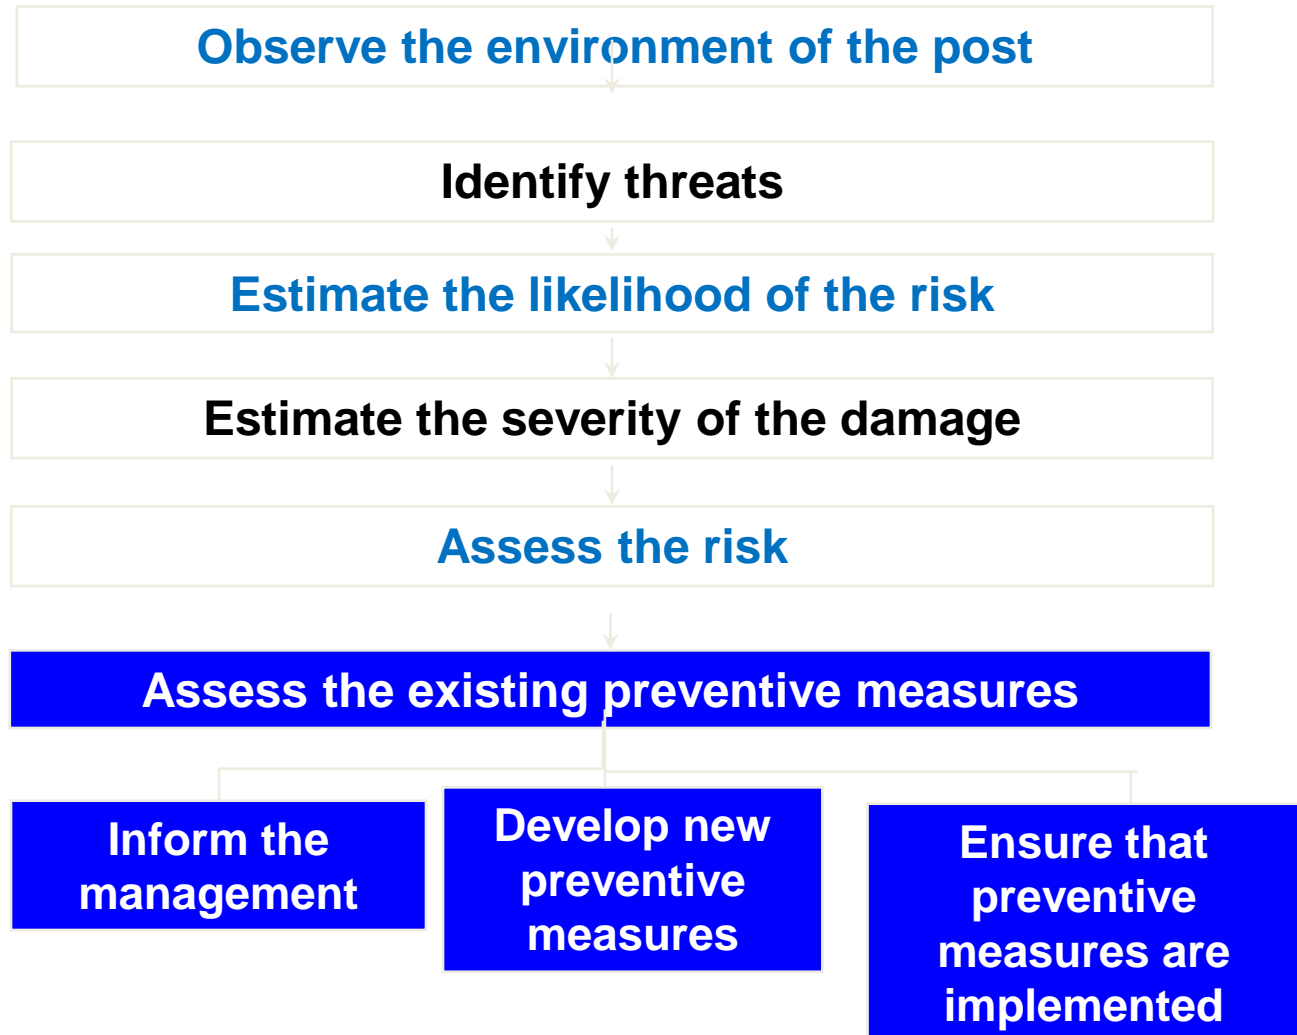 Observe the environment of the post
Identify threats
Estimate the likelihood of the risk
Estimate the severity of the damage
Assess the risk
Assess the existing preventive measures
Inform the
management
Develop new
preventive
measures
Ensure that
preventive
measures are
implemented